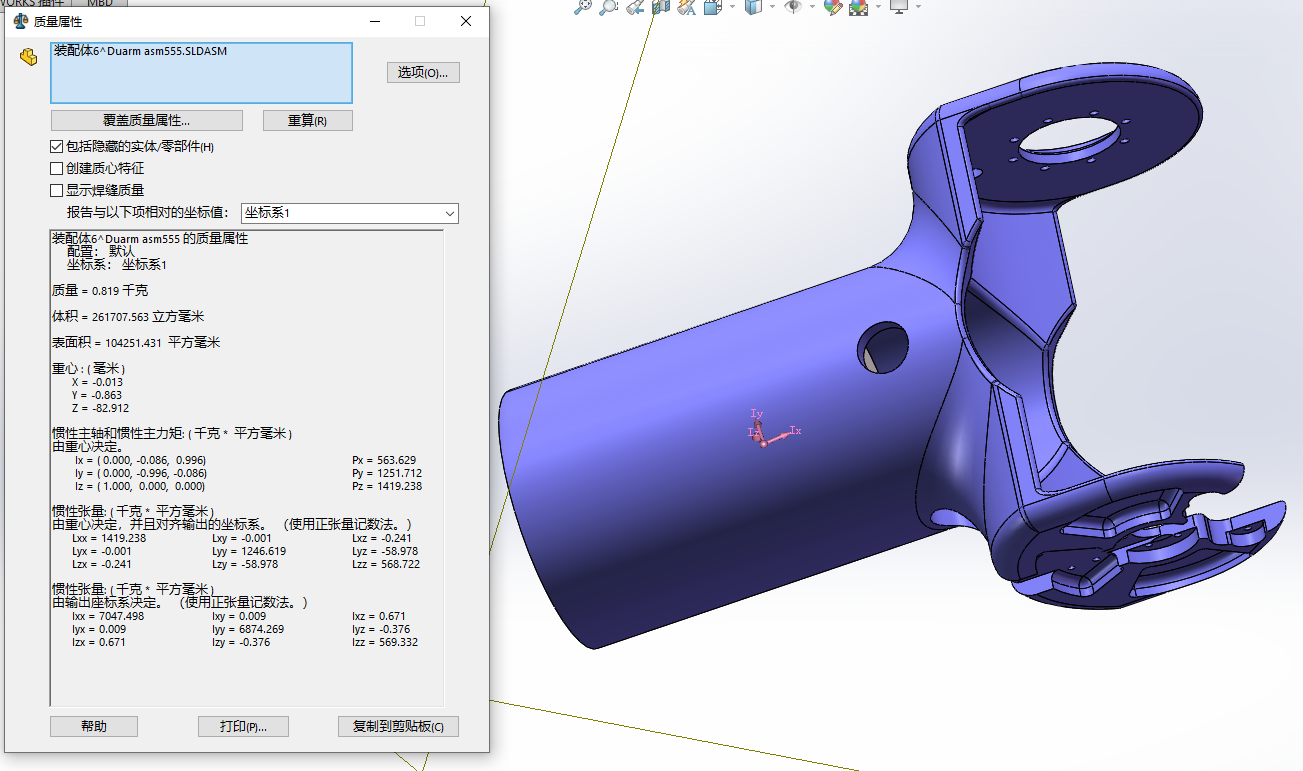 WORKS 插件 MBD
质量属性
装配体6^Duarm asm555.SLDASM
选项(O)...
覆盖质量属性...
重算(R)
包括隐藏的实体/零部件(H)
创建质心特征
显示焊缝质量
报告与以下项相对的坐标值: 坐标系1
装配体6^Duarm asm555 的质量属性
配置: 默认
坐标系: 坐标系1
质量 = 0.819 千克
体积 = 261707.563 立方毫米
表面积 = 104251.431 平方毫米
重心 : ( 毫米 )
X = -0.013
Y = -0.863
Z = -82.912
惯性主轴和惯性主力矩: ( 千克 * 平方毫米 )
由重心决定。
Ix = ( 0.000, -0.086, 0.996) Px = 563.629
Iy = ( 0.000, -0.996, -0.086) Py = 1251.712
Iz = ( 1.000, 0.000, 0.000) Pz = 1419.238
惯性张量: ( 千克 * 平方毫米 )
由重心决定，并且对齐输出的坐标系。 （使用正张量记数法。）
Lxx = 1419.238 Lxy = -0.001 Lxz = -0.241
Lyx = -0.001 Lyy = 1246.619 Lyz = -58.978
Lzx = -0.241 Lzy = -58.978 Lzz = 568.722
惯性张量: ( 千克 * 平方毫米 )
由输出座标系决定。 （使用正张量记数法。）
Ixx = 7047.498 Ixy = 0.009 Ixz = 0.671
Iyx = 0.009 Iyy = 6874.269 Iyz = -0.376
Izx = 0.671 Izy = -0.376 Izz = 569.332
帮助
打印(P)...
复制到剪贴板(C)
Iy
Iz
Ix